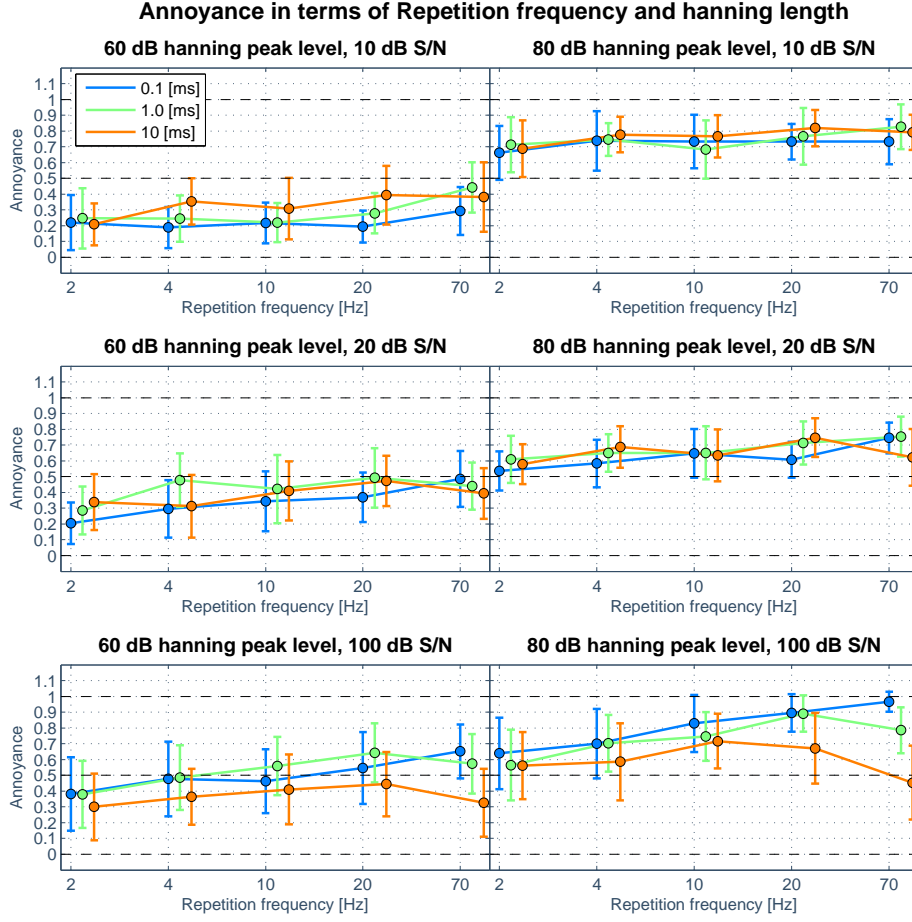 Annoyance in terms of Repetition frequency and hanning length
60 dB hanning peak level, 10 dB S/N
80 dB hanning peak level, 10 dB S/N
1.1
1
0.9
0.8
0.7
0.6
0.5
0.4
0.3
0.2
0.1
0
Annoyance
0.1 [ms]
1.0 [ms]
10 [ms]
2 4 10 20 70
2 4 10 20 70
Repetition frequency [Hz]
Repetition frequency [Hz]
60 dB hanning peak level, 20 dB S/N
80 dB hanning peak level, 20 dB S/N
1.1
1
0.9
0.8
0.7
0.6
0.5
0.4
0.3
0.2
0.1
0
Annoyance
2 4 10 20 70
2 4 10 20 70
Repetition frequency [Hz]
Repetition frequency [Hz]
60 dB hanning peak level, 100 dB S/N
80 dB hanning peak level, 100 dB S/N
1.1
1
0.9
0.8
0.7
0.6
0.5
0.4
0.3
0.2
0.1
0
Annoyance
2 4 10 20 70
2 4 10 20 70
Repetition frequency [Hz]
Repetition frequency [Hz]